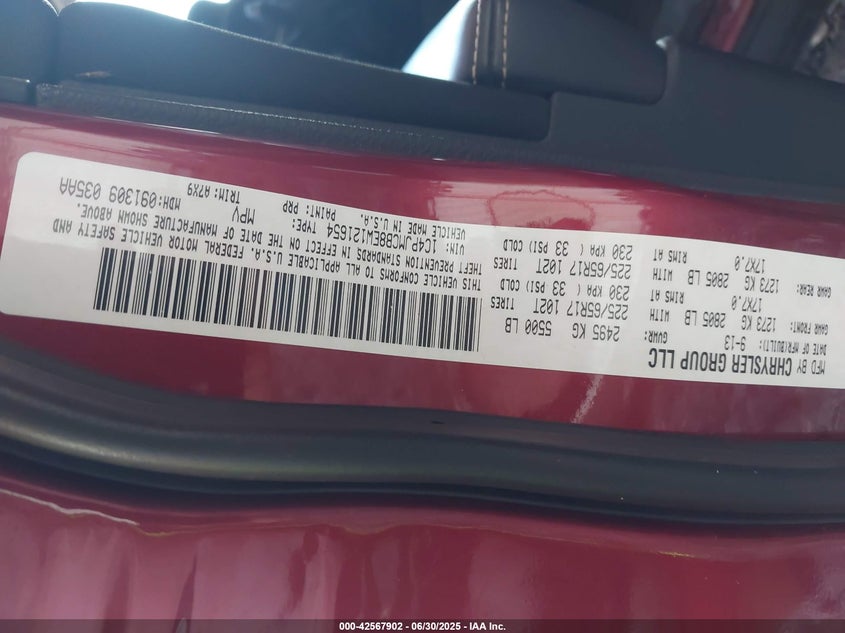 MFD BY CHRYSLER GROUP LLC
DATE OF MFR(BUILT): 9-13 GVWR: 2495 KG 5500 LB
GAWR FRONT: 1273 KG 2805 LB WITH 225/65R17 102T TIRES
17X7.0 RIMS AT 230 KPA ( 33 PSI) COLD
GAWR REAR: 1273 KG 2805 LB WITH 225/65R17 102T TIRES
17X7.0 RIMS AT 230 KPA ( 33 PSI) COLD
THIS VEHICLE CONFORMS TO ALL APPLICABLE U.S.A. FEDERAL MOTOR VEHICLE SAFETY AND
THEFT PREVENTION STANDARDS IN EFFECT ON THE DATE OF MANUFACTURE SHOWN ABOVE.
VIN: 1C4PJMCB8EW121654 TYPE: MPV MDH:091309 035AA
VEHICLE MADE IN U.S.A. PAINT: PRP TRIM: A7X9
000-42567902 - 06/30/2025 - IAA Inc.